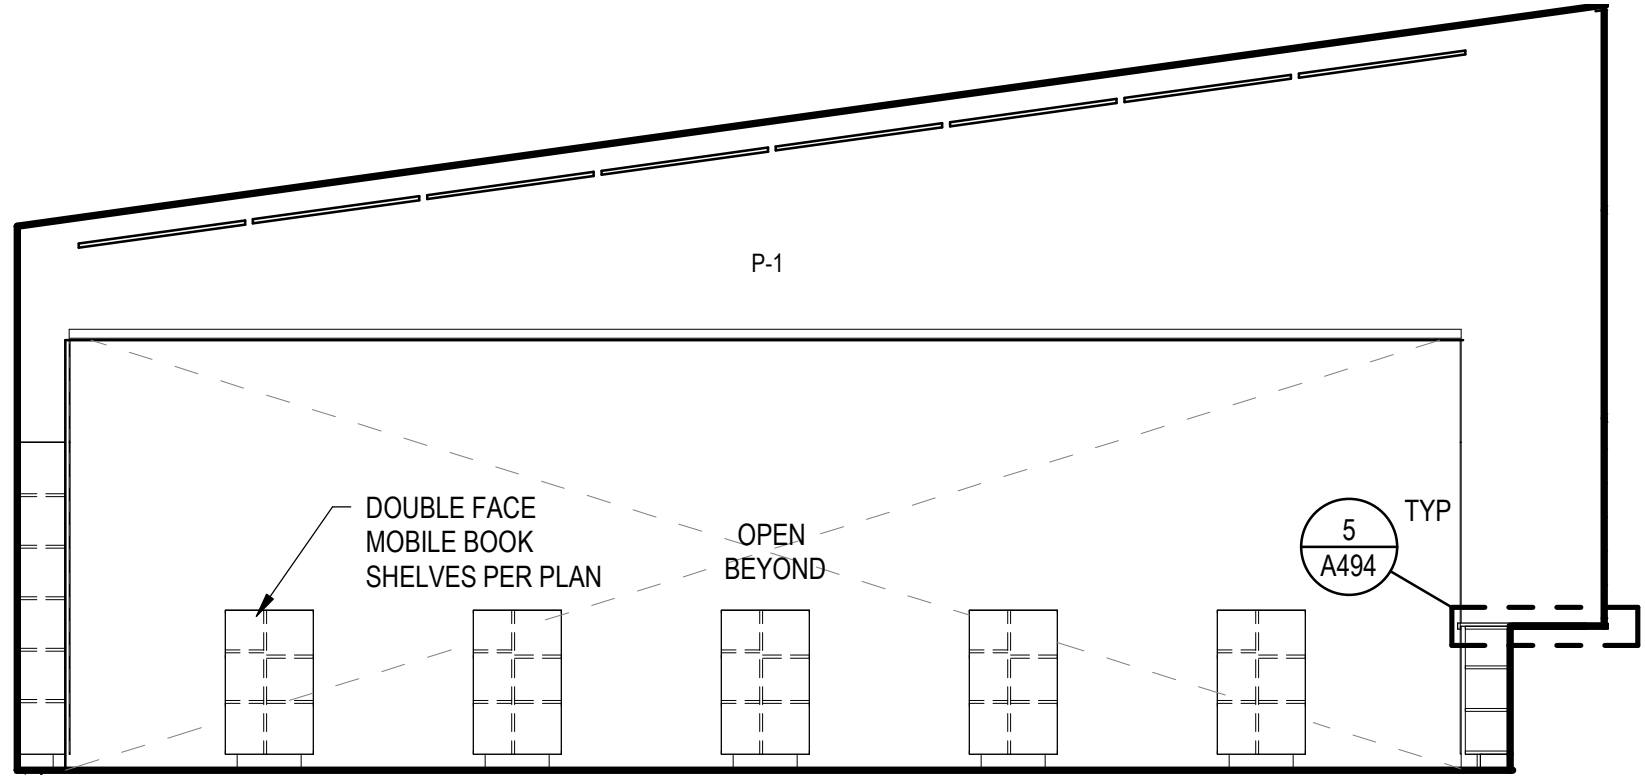 P-1
DOUBLE FACE
MOBILE BOOK
SHELVES PER PLAN
OPEN
BEYOND
5
A494
TYP